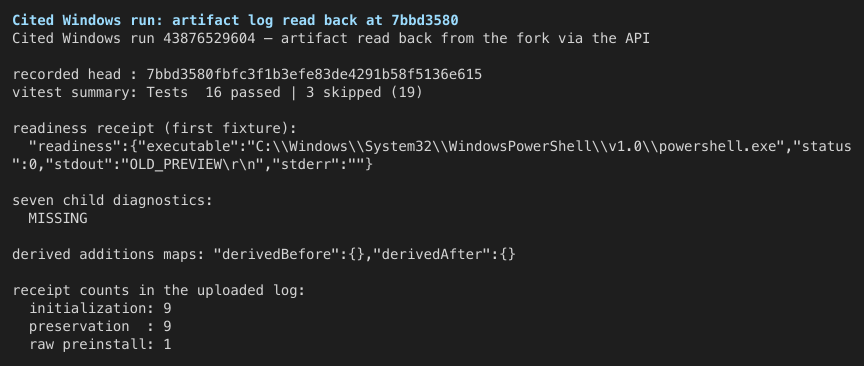 Cited Windows run: artifact log read back at 7bbd3580
Cited Windows run 43876529604 — artifact read back from the fork via the API
recorded head : 7bbd3580fbfc3f1b3efe83de4291b58f5136e615
vitest summary: Tests  16 passed | 3 skipped (19)
readiness receipt (first fixture):
"readiness":{"executable":"C:\\Windows\\System32\\WindowsPowerShell\\v1.0\\powershell.exe","status
":0,"stdout":"OLD_PREVIEW\r\n","stderr":""}
seven child diagnostics:
MISSING
derived additions maps: "derivedBefore":{},"derivedAfter":{}
receipt counts in the uploaded log:
initialization: 9
preservation  : 9
raw preinstall: 1